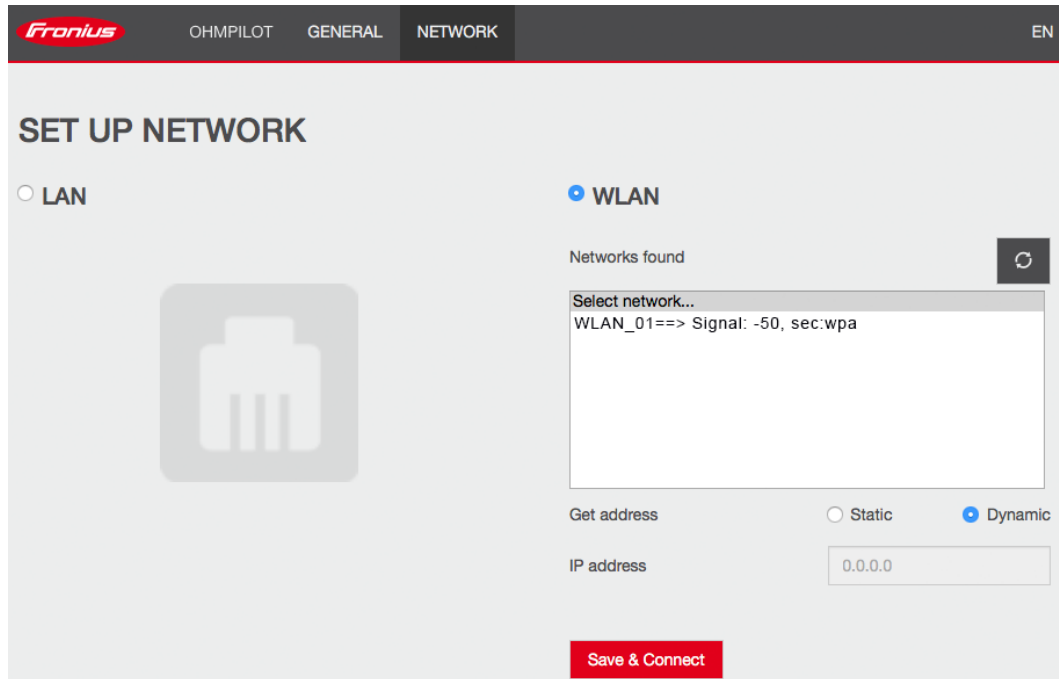 Fronius OHMPILOT GENERAL NETWORK EN
SET UP NETWORK
LAN
WLAN
Networks found
Select network...
WLAN_01==> Signal: -50, sec:wpa
Get address Static Dynamic
IP address 0.0.0.0
Save & Connect